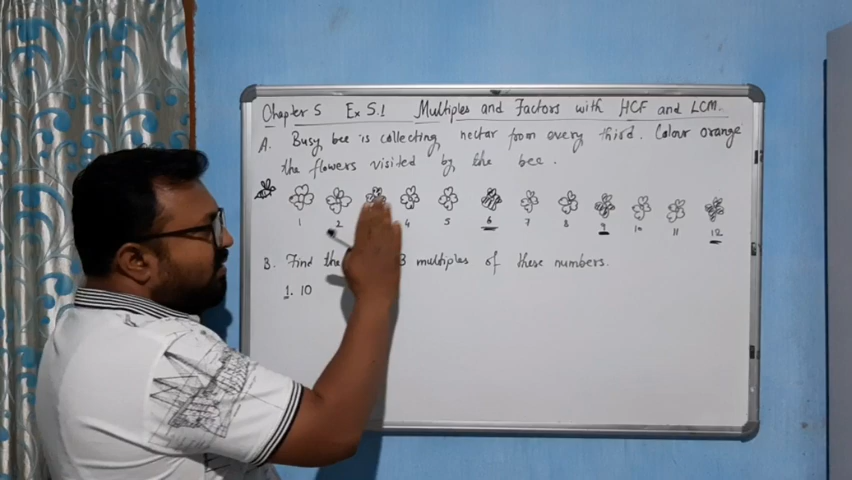 Chapter 5 Ex 5.1 Multiples and Factors with HCF and LCM.
A. Busy bee is collecting nectar from every third. Colour orange
the flowers visited by the bee.
1 2 4 5 6 7 8 9 10 11 12
B. Find the 3 multiples of these numbers.
1. 10